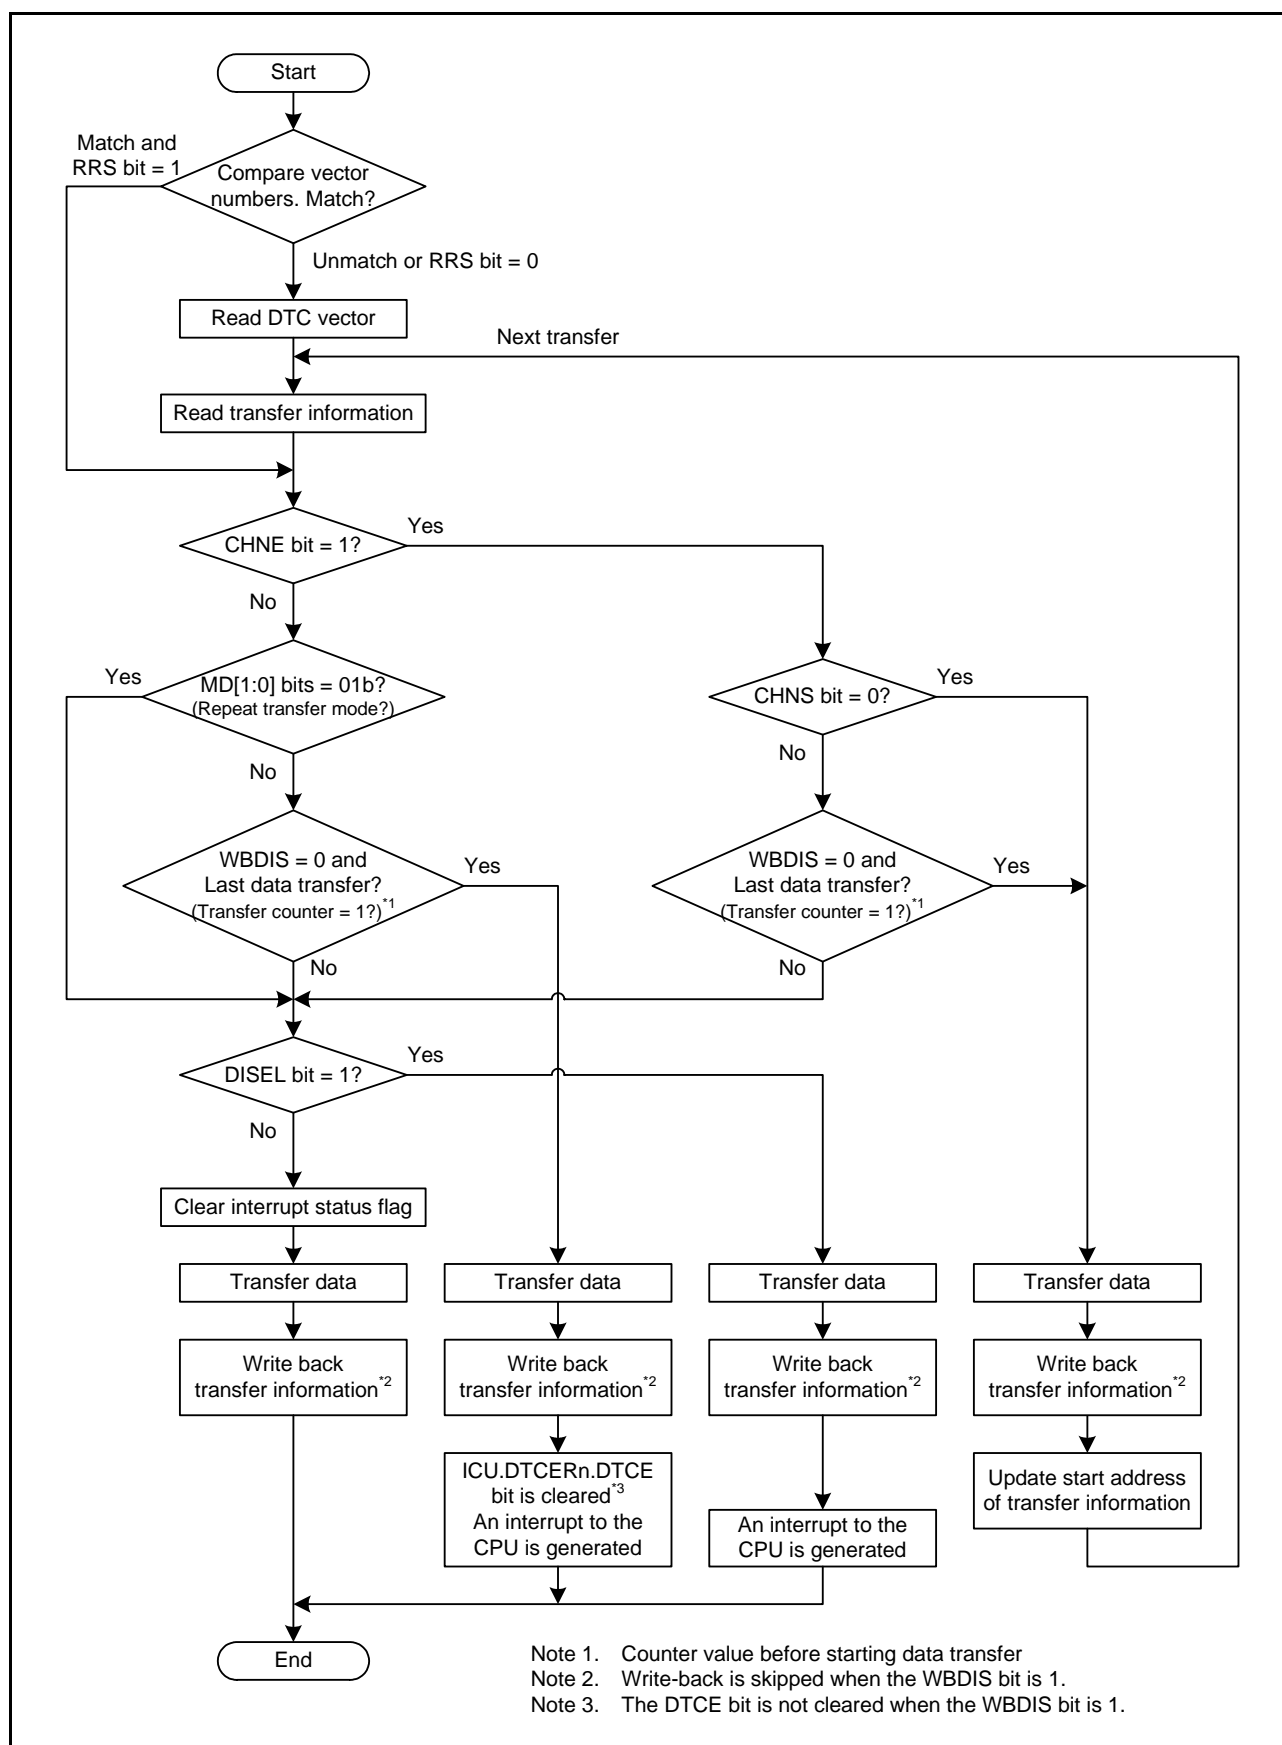 Start
Match and
RRS bit = 1
Compare vector
numbers. Match?
Unmatch or RRS bit = 0
Read DTC vector
Next transfer
Read transfer information
CHNE bit = 1?
Yes
No
Yes
MD[1:0] bits = 01b?
(Repeat transfer mode?)
No
CHNS bit = 0?
Yes
No
WBDIS = 0 and
Last data transfer?
(Transfer counter = 1?)*1
Yes
No
WBDIS = 0 and
Last data transfer?
(Transfer counter = 1?)*1
Yes
No
DISEL bit = 1?
Yes
No
Clear interrupt status flag
Transfer data
Transfer data
Transfer data
Transfer data
Write back
transfer information*2
Write back
transfer information*2
Write back
transfer information*2
Write back
transfer information*2
ICU.DTCERn.DTCE
bit is cleared*3
An interrupt to the
CPU is generated
An interrupt to the
CPU is generated
Update start address
of transfer information
End
Note 1. Counter value before starting data transfer
Note 2. Write-back is skipped when the WBDIS bit is 1.
Note 3. The DTCE bit is not cleared when the WBDIS bit is 1.